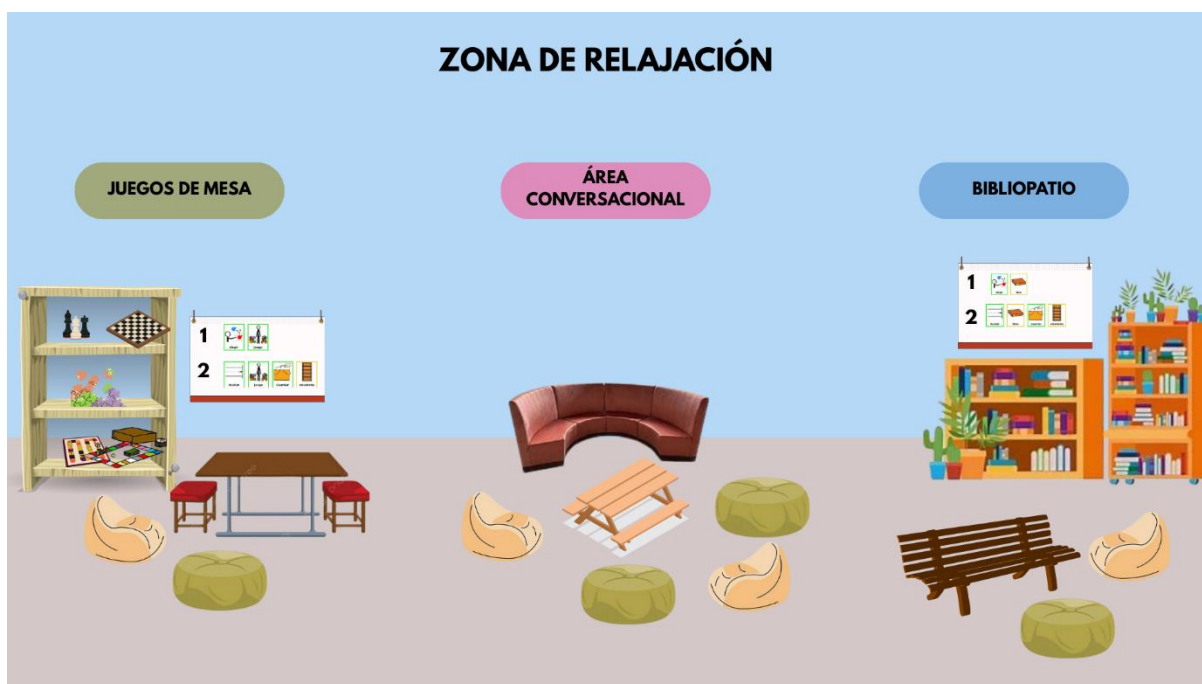 ZONA DE RELAJACIÓN
JUEGOS DE MESA
ÁREA
CONVERSACIONAL
BIBLIOPATIO
1
2
1
2